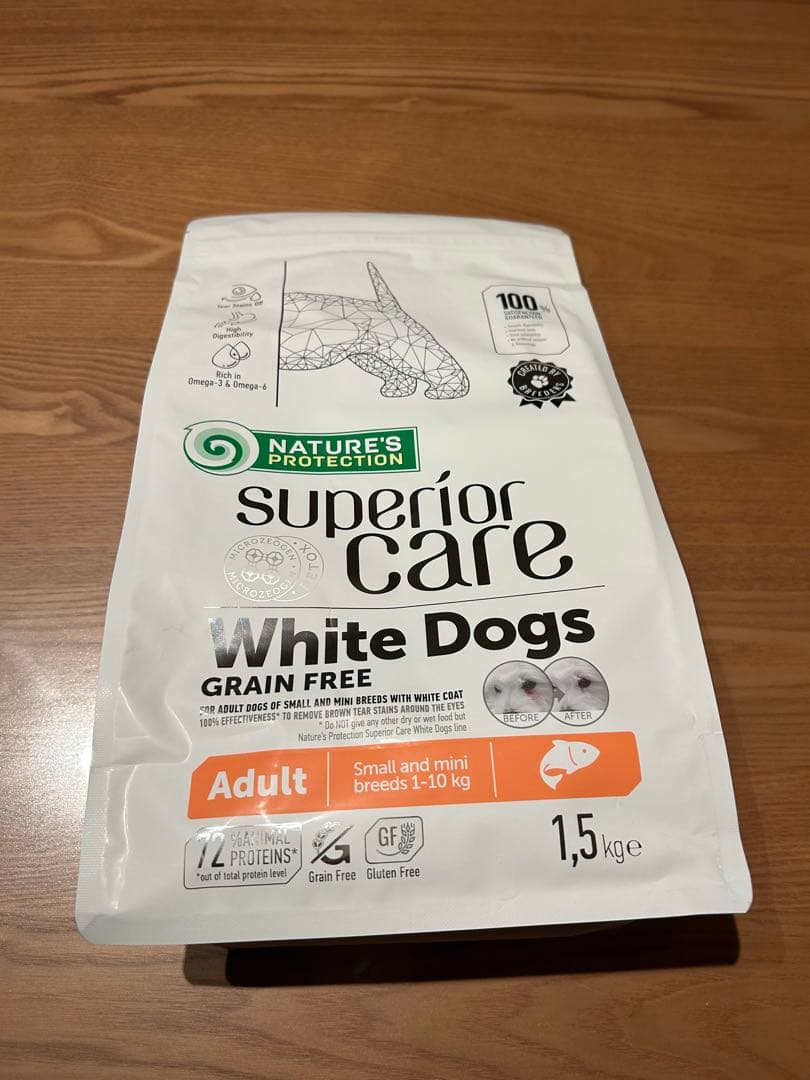 Tear Stains Off
High
Digestibility
Rich in
Omega-3 & Omega-6
100%
SATISFACTION
GUARANTEED
CREATED BY
BREEDERS
NATURE'S
PROTECTION
superior
care
MICROZEOGEN
MICROZEOGEN
White Dogs
GRAIN FREE
FOR ADULT DOGS OF SMALL AND MINI BREEDS WITH WHITE COAT
100% EFFECTIVENESS* TO REMOVE BROWN TEAR STAINS AROUND THE EYES
* Do NOT give any other dry or wet food but
Nature's Protection Superior Care White Dogs line
BEFORE
AFTER
Adult
Small and mini
breeds 1-10 kg
72 % ANIMAL
PROTEINS*
*out of total protein level
Grain Free
GF
Gluten Free
1,5 kg e